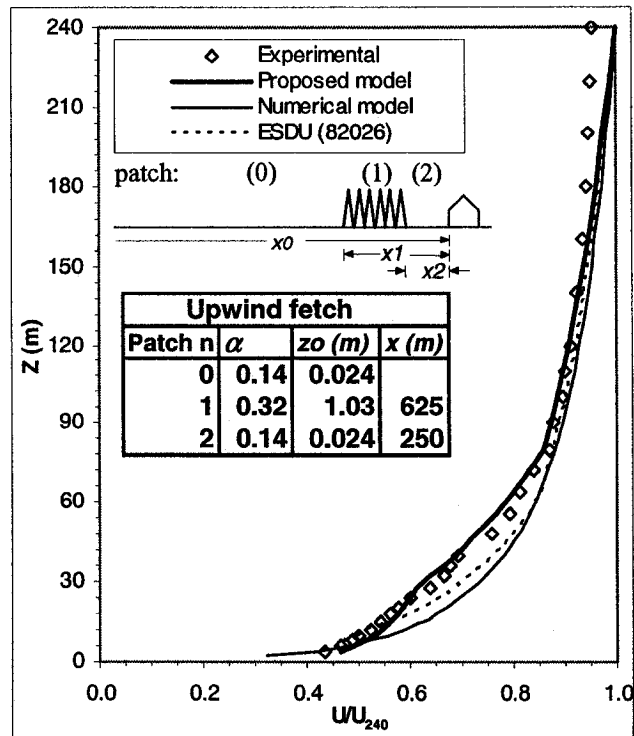 240
210
180
150
120
90
60
30
0
Z (m)
Experimental
Proposed model
Numerical model
ESDU (82026)
patch: (0) (1) (2)
x0
x1
x2
Upwind fetch
Patch n α zo (m) x (m)
0 0.14 0.024
1 0.32 1.03 625
2 0.14 0.024 250
0.0 0.2 0.4 0.6 0.8 1.0
U/U240